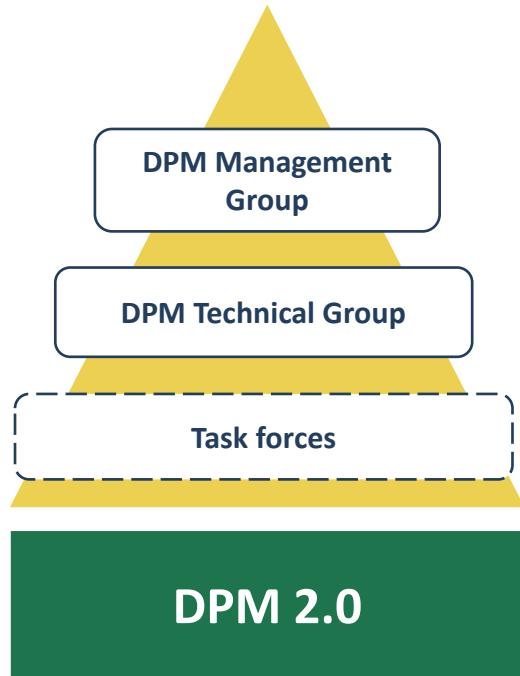 DPM Management
Group
DPM Technical Group
Task forces
DPM 2.0